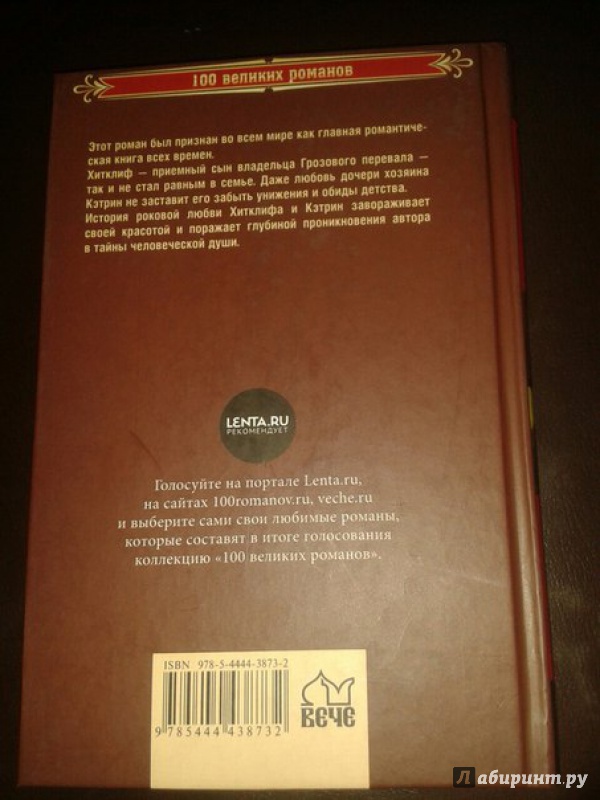 100 великих романов
Этот роман был признан во всем мире как главная романтиче-
ская книга всех времен.
Хитклиф — приемный сын владельца Грозового перевала —
так и не стал равным в семье. Даже любовь дочери хозяина
Кэтрин не заставит его забыть унижения и обиды детства.
История роковой любви Хитклифа и Кэтрин завораживает
своей красотой и поражает глубиной проникновения автора
в тайны человеческой души.
LENTA.RU
РЕКОМЕНДУЕТ
Голосуйте на портале Lenta.ru,
на сайтах 100romanov.ru, veche.ru
и выберите сами свои любимые романы,
которые составят в итоге голосования
коллекцию «100 великих романов».
ISBN 978-5-4444-3873-2
9 785444 438732
ВЕЧЕ
Лабиринт.ру